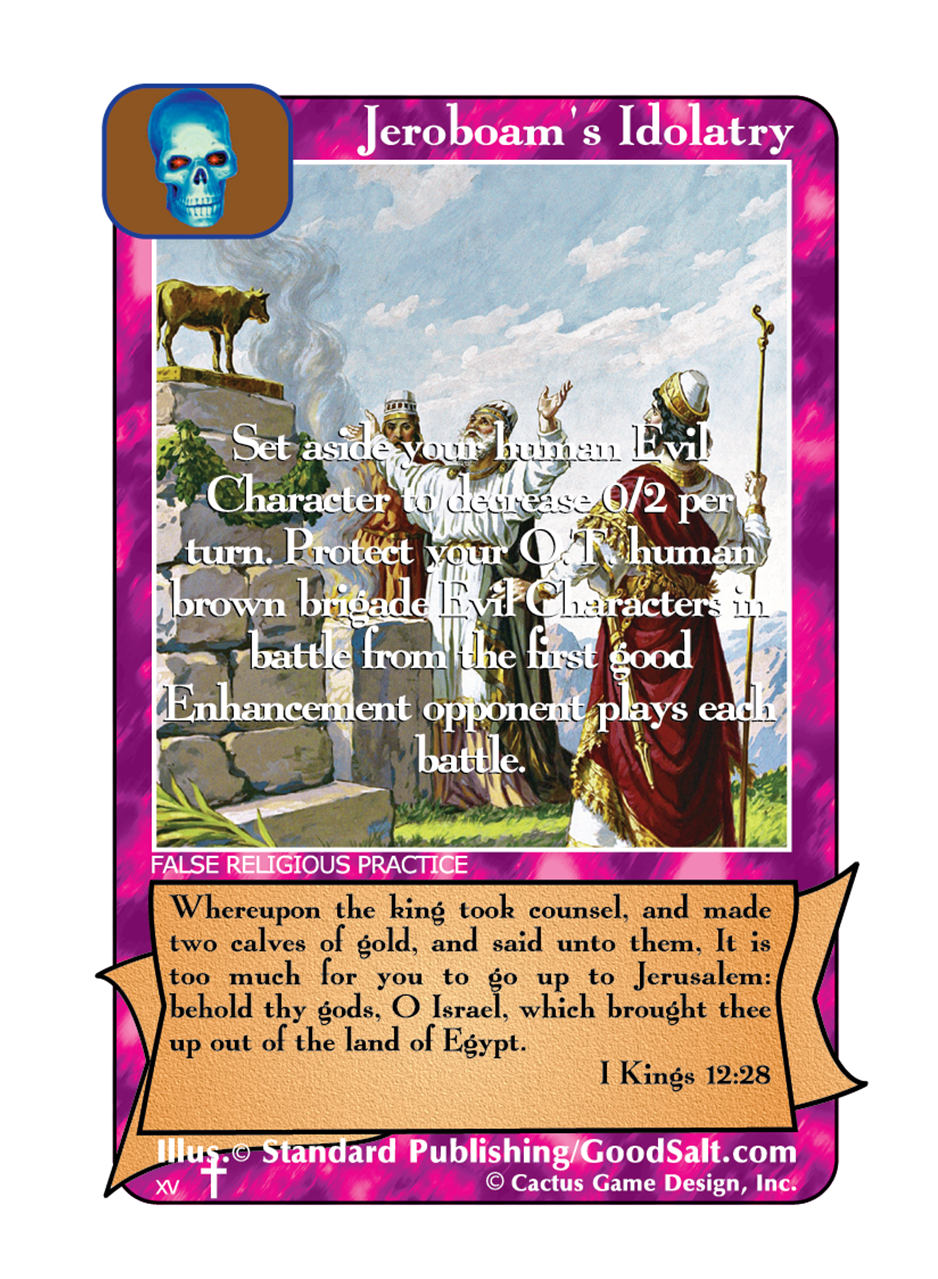 Jeroboam's Idolatry
Set aside your human Evil
Character to decrease 0/2 per
turn. Protect your O.T. human
brown brigade Evil Characters in
battle from the first good
Enhancement opponent plays each
battle.
FALSE RELIGIOUS PRACTICE
Whereupon the king took counsel, and made
two calves of gold, and said unto them, It is
too much for you to go up to Jerusalem:
behold thy gods, O Israel, which brought thee
up out of the land of Egypt.
I Kings 12:28
Illus.© Standard Publishing/GoodSalt.com
XV
© Cactus Game Design, Inc.